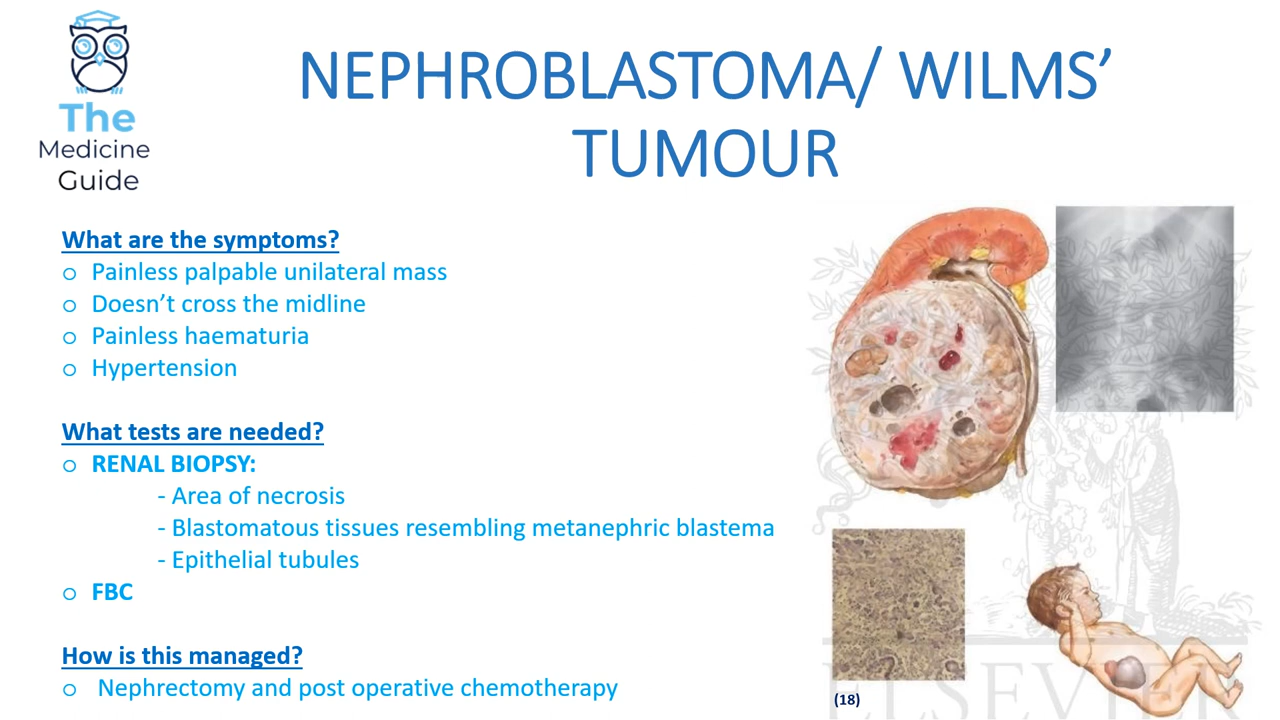 The
Medicine
Guide
NEPHROBLASTOMA/ WILMS’
TUMOUR
What are the symptoms?
o Painless palpable unilateral mass
o Doesn’t cross the midline
o Painless haematuria
o Hypertension
What tests are needed?
o RENAL BIOPSY:
- Area of necrosis
- Blastomatous tissues resembling metanephric blastema
- Epithelial tubules
o FBC
How is this managed?
o Nephrectomy and post operative chemotherapy
(18)
ELSEVIER